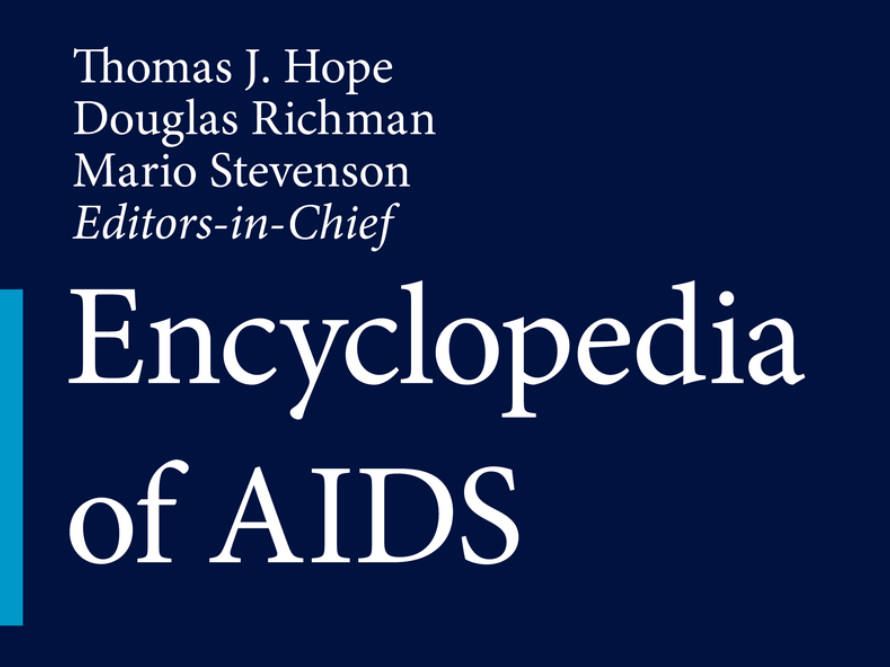 Thomas J. Hope
Douglas Richman
Mario Stevenson
Editors-in-Chief
Encyclopedia
of AIDS